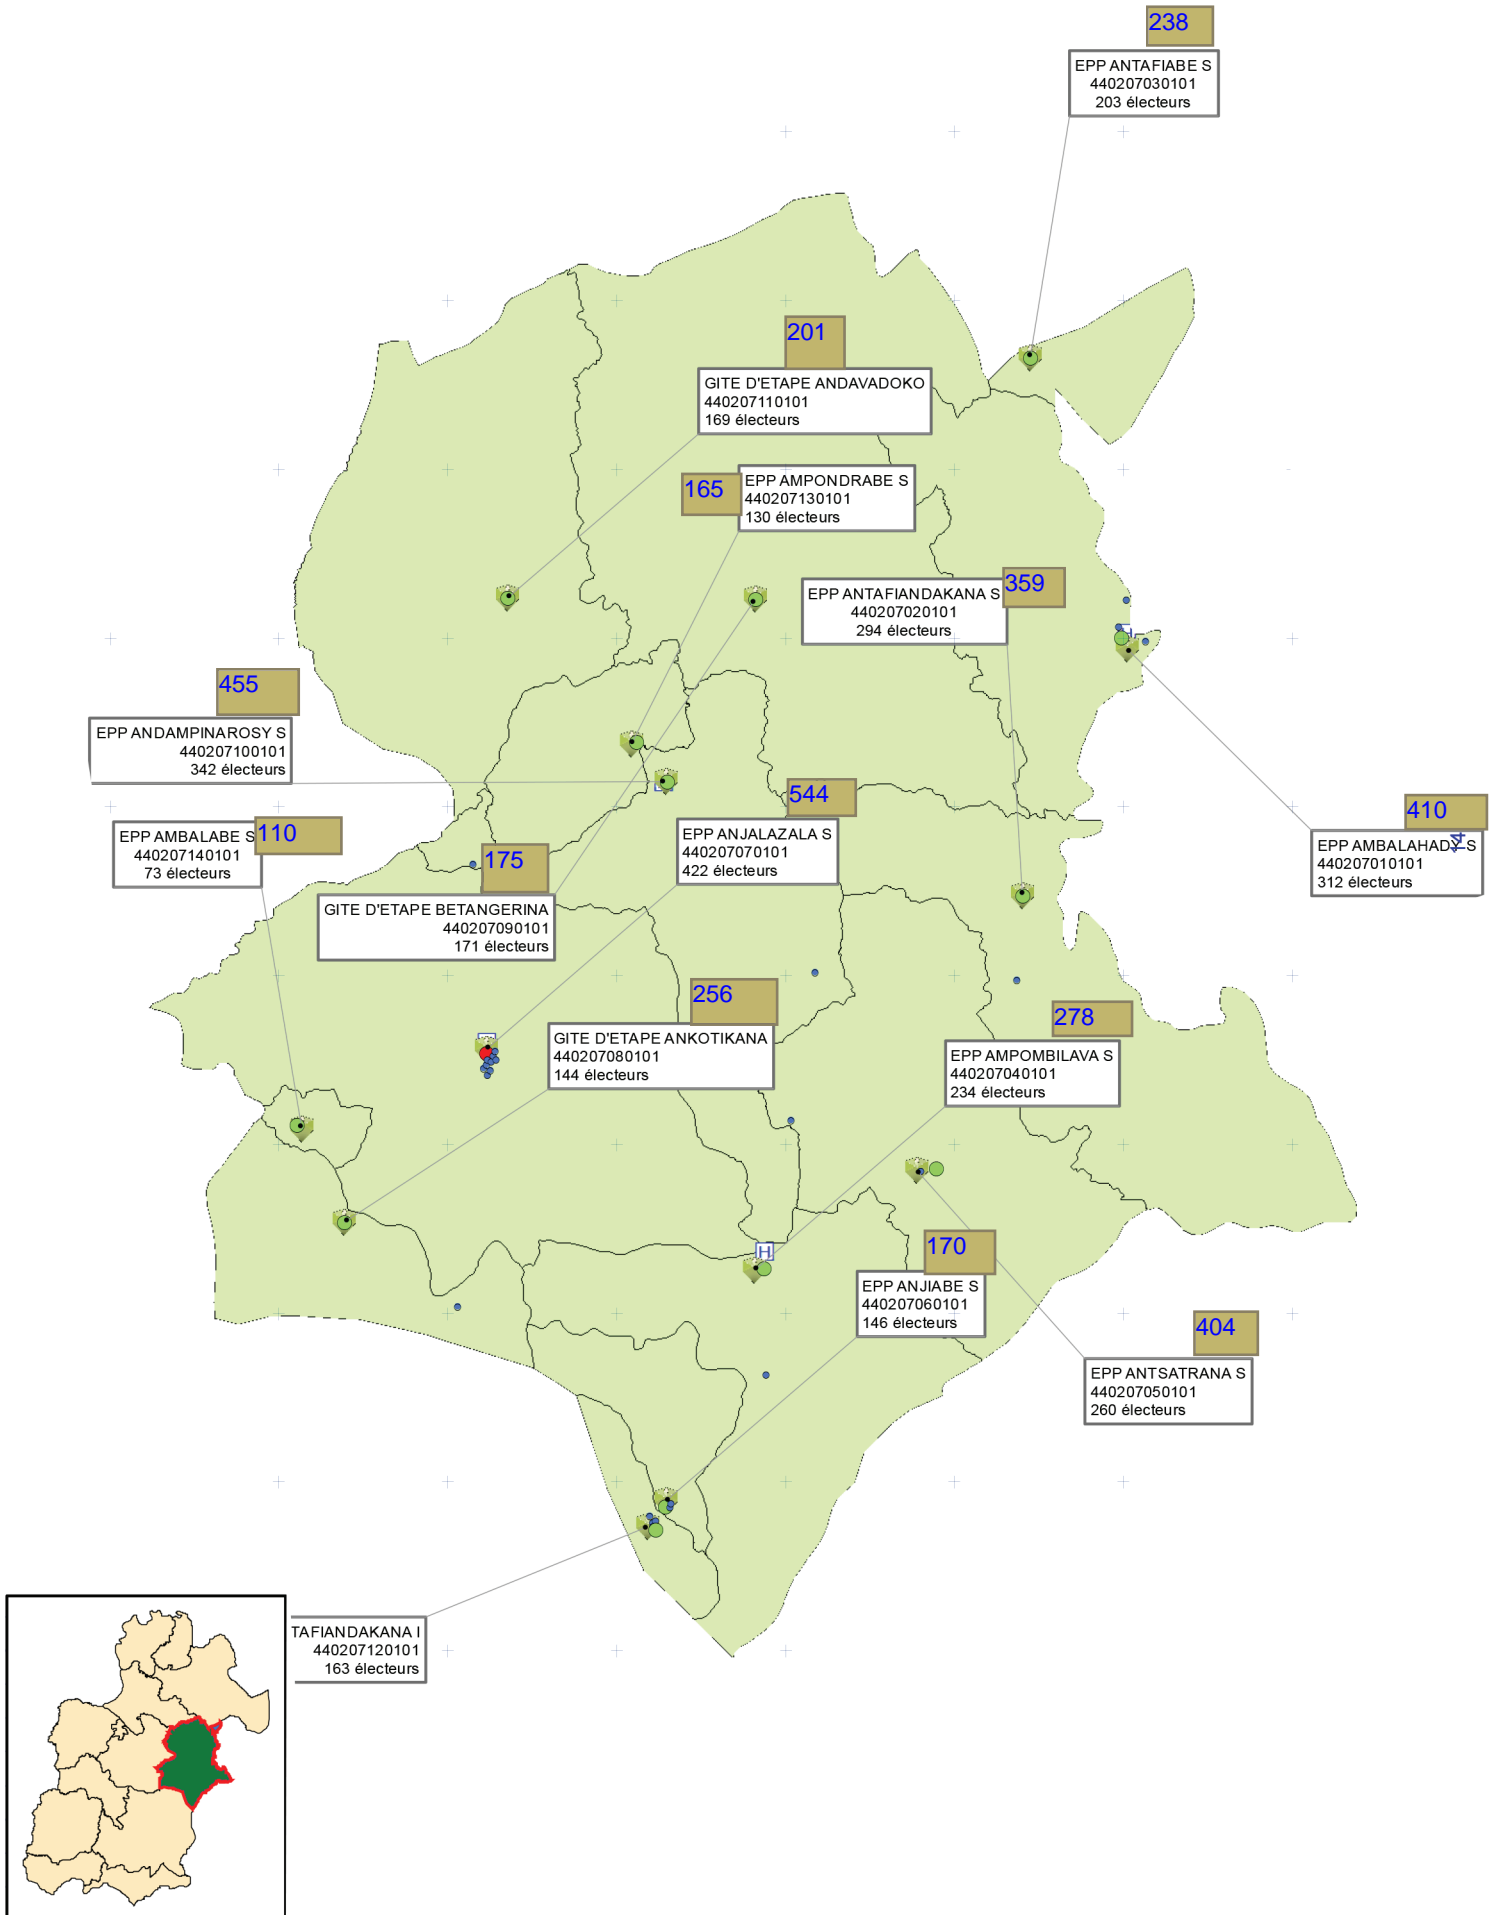 238
EPP ANTAFIABE S
440207030101
203 électeurs
201
GITE D'ETAPE ANDAVADOKO
440207110101
169 électeurs
165
EPP AMPONDRABE S
440207130101
130 électeurs
359
EPP ANTAFIANDAKANA S
440207020101
294 électeurs
455
EPP ANDAMPINAROSY S
440207100101
342 électeurs
544
EPP ANJALAZALA S
440207070101
422 électeurs
410
EPP AMBALAHADY S
440207010101
312 électeurs
110
EPP AMBALABE S
440207140101
73 électeurs
175
GITE D'ETAPE BETANGERINA
440207090101
171 électeurs
256
GITE D'ETAPE ANKOTIKANA
440207080101
144 électeurs
278
EPP AMPOMBILAVA S
440207040101
234 électeurs
H
170
EPP ANJIABE S
440207060101
146 électeurs
404
EPP ANTSATRANA S
440207050101
260 électeurs
TAFIANDAKANA I
440207120101
163 électeurs